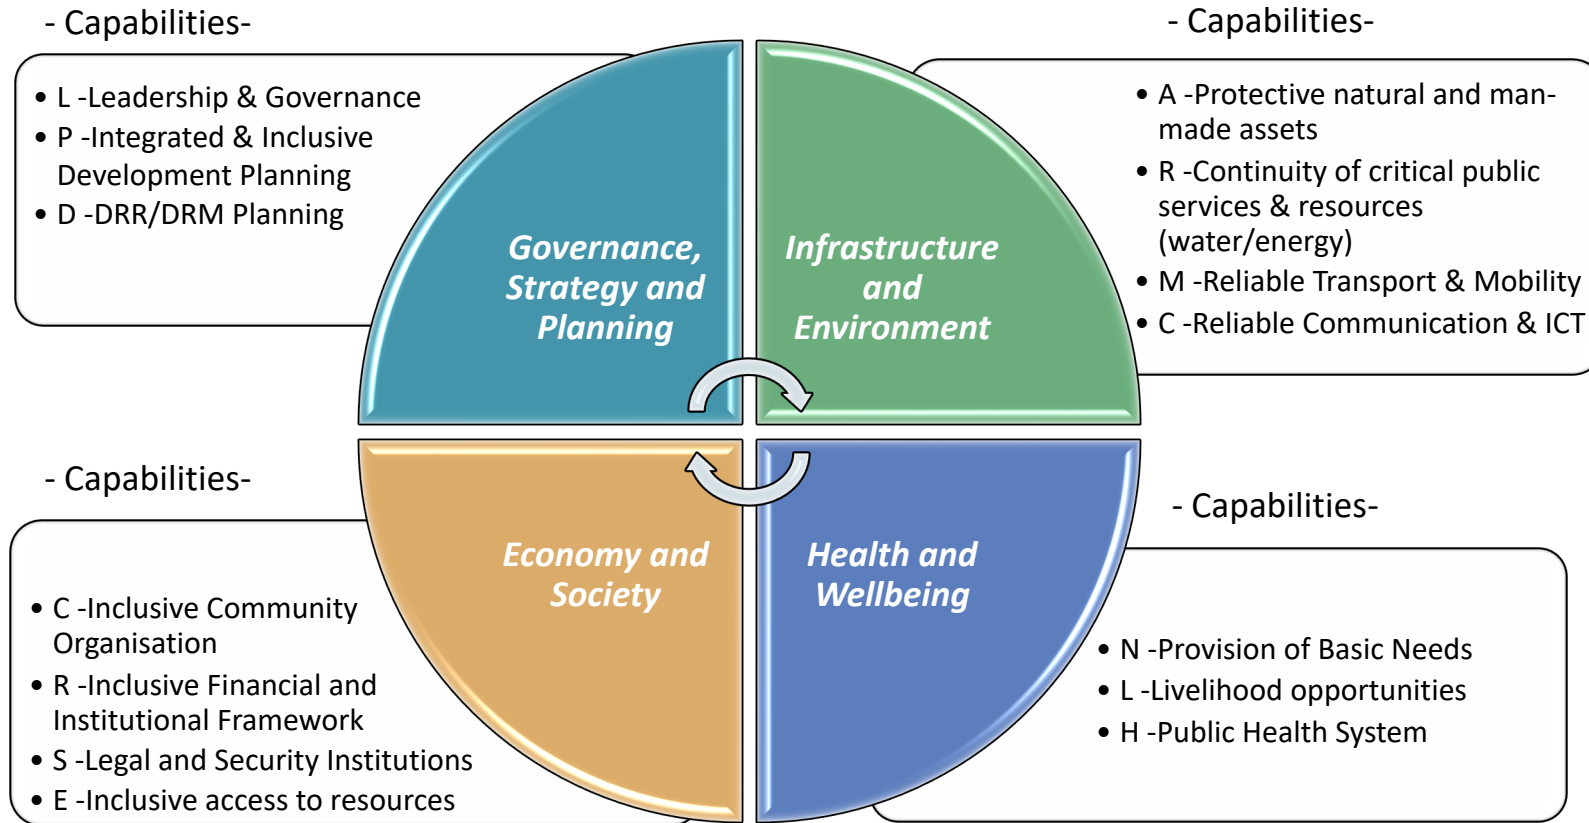 - Capabilities-
• L -Leadership & Governance
• P -Integrated & Inclusive
Development Planning
• D -DRR/DRM Planning
Governance,
Strategy and
Planning
- Capabilities-
• A -Protective natural and man-
made assets
• R -Continuity of critical public
services & resources
(water/energy)
• M -Reliable Transport & Mobility
• C -Reliable Communication & ICT
Infrastructure
and
Environment
- Capabilities-
• C -Inclusive Community
Organisation
• R -Inclusive Financial and
Institutional Framework
• S -Legal and Security Institutions
• E -Inclusive access to resources
Economy and
Society
Health and
Wellbeing
- Capabilities-
• N -Provision of Basic Needs
• L -Livelihood opportunities
• H -Public Health System